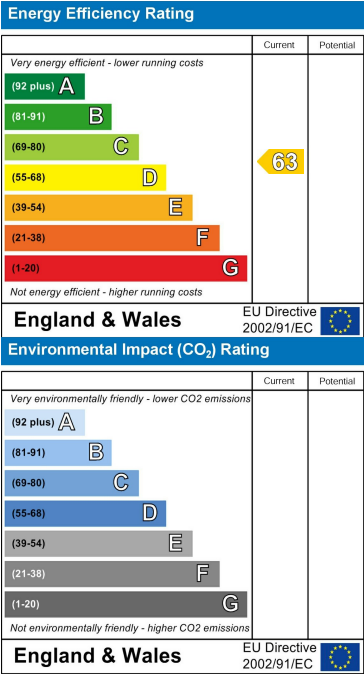 Energy Efficiency Rating
Current Potential
Very energy efficient - lower running costs
(92 plus) A
(81-91) B
(69-80) C
(55-68) D
(39-54) E
(21-38) F
(1-20) G
63
Not energy efficient - higher running costs
England & Wales
EU Directive
2002/91/EC
Environmental Impact (CO₂) Rating
Current Potential
Very environmentally friendly - lower CO2 emissions
(92 plus) A
(81-91) B
(69-80) C
(55-68) D
(39-54) E
(21-38) F
(1-20) G
Not environmentally friendly - higher CO2 emissions
England & Wales
EU Directive
2002/91/EC